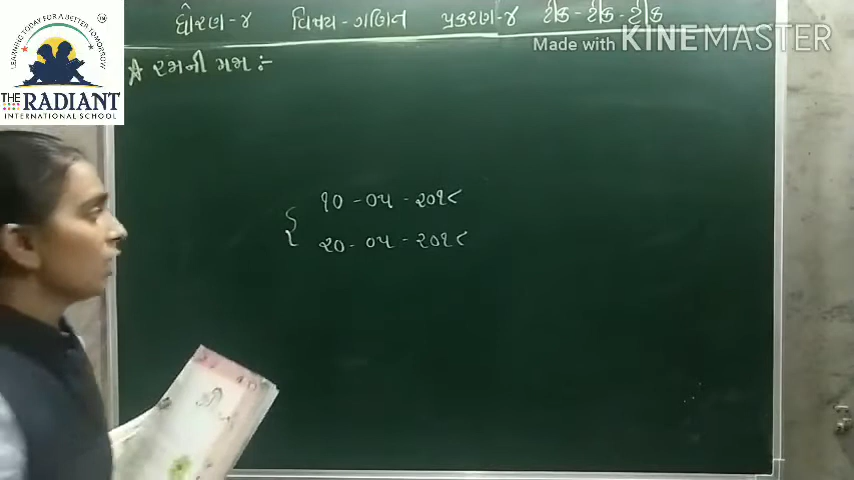 ધોરણ-૪ વિષય-ગણિત પ્રકરણ-૪ ટીક-ટીક-ટીક
Made with KINEMASTER
LEARNING TODAY FOR A BETTER TOMORROW
THE RADIANT
INTERNATIONAL SCHOOL
☆ રમની ગમ :-
૧૦-૦૫-૨૦૧૮
૨૦-૦૫-૨૦૧૮